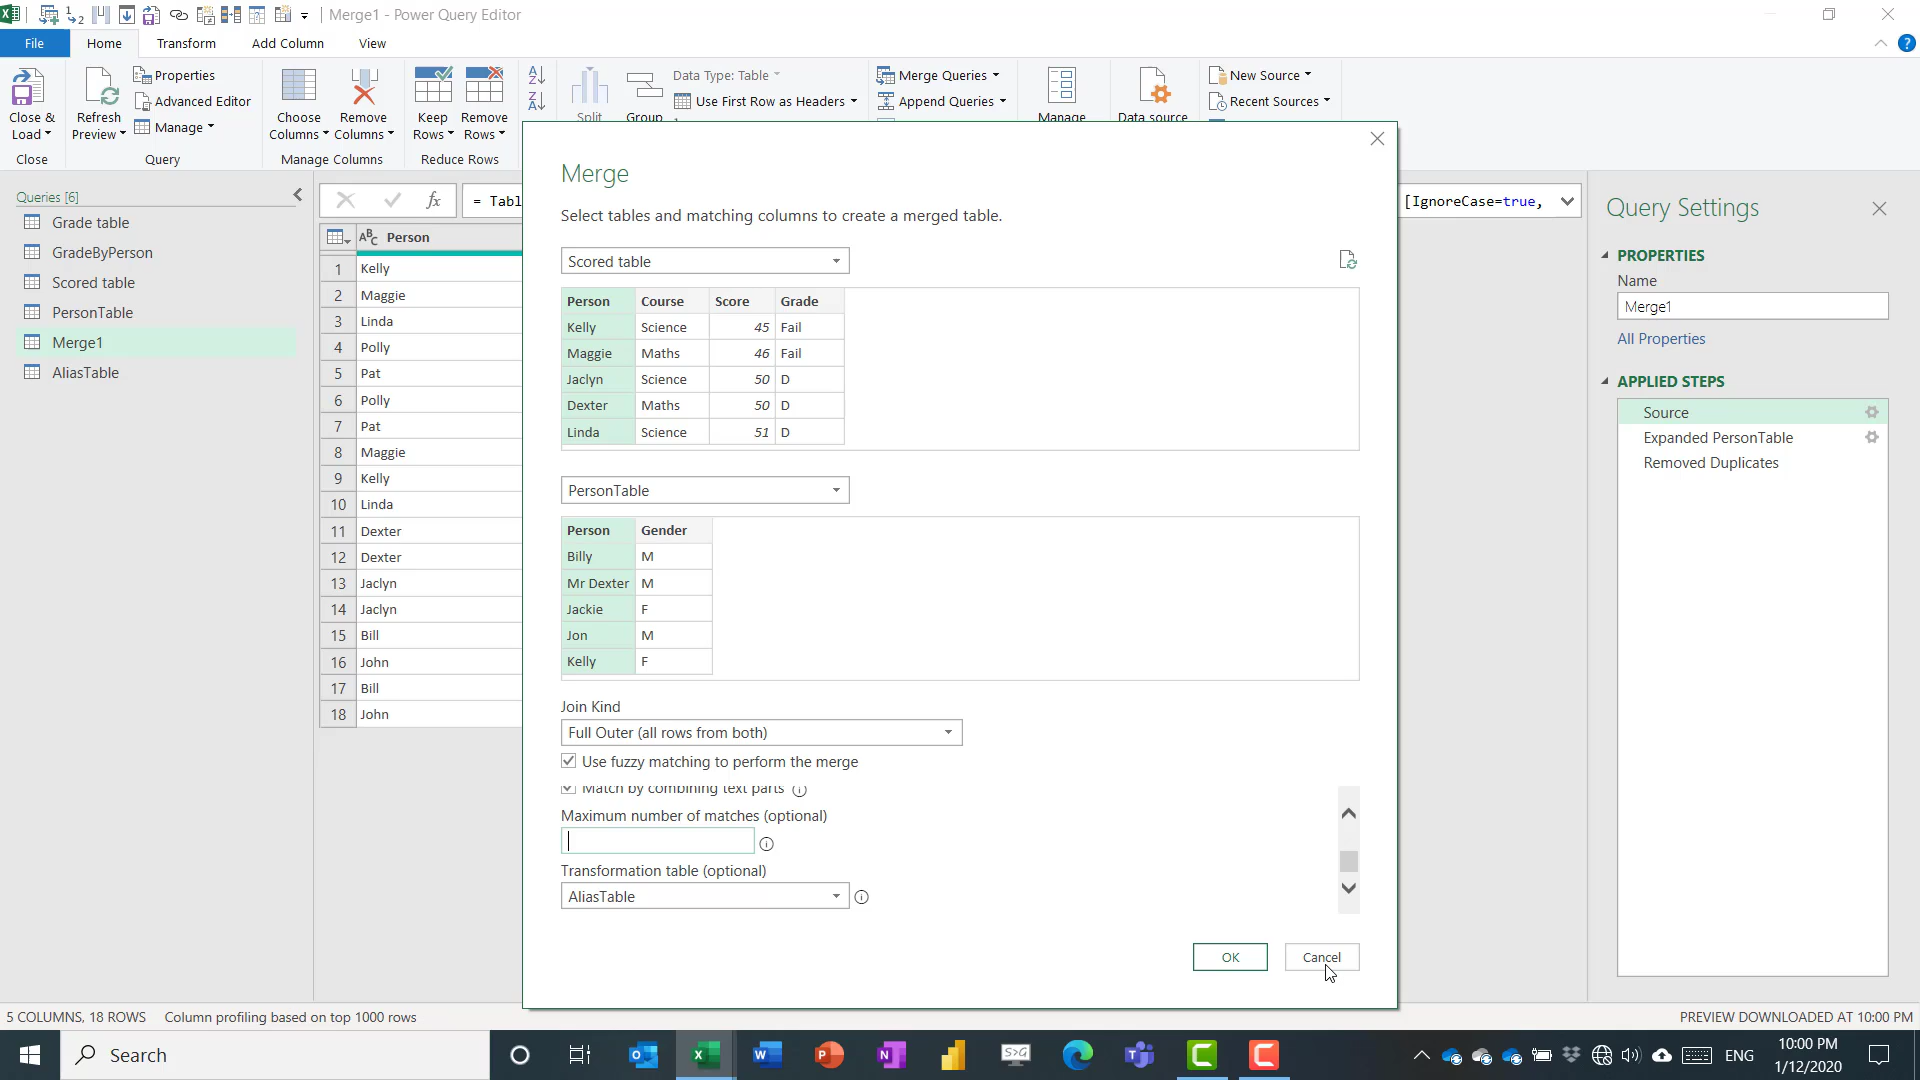 Merge1 - Power Query Editor
File
Home
Transform
Add Column
View
Close &
Load
Close
Refresh
Preview
Properties
Advanced Editor
Manage
Query
Choose
Columns
Remove
Columns
Manage Columns
Keep
Rows
Remove
Rows
Reduce Rows
Split
Group
Data Type: Table
Use First Row as Headers
Merge Queries
Append Queries
Manage
Data source
New Source
Recent Sources
Queries [6]
Grade table
GradeByPerson
Scored table
PersonTable
Merge1
AliasTable
fx
= Tabl
[IgnoreCase=true,
ABC Person
1 Kelly
2 Maggie
3 Linda
4 Polly
5 Pat
6 Polly
7 Pat
8 Maggie
9 Kelly
10 Linda
11 Dexter
12 Dexter
13 Jaclyn
14 Jaclyn
15 Bill
16 John
17 Bill
18 John
Merge
Select tables and matching columns to create a merged table.
Scored table
Person Course Score Grade
Kelly Science 45 Fail
Maggie Maths 46 Fail
Jaclyn Science 50 D
Dexter Maths 50 D
Linda Science 51 D
PersonTable
Person Gender
Billy M
Mr Dexter M
Jackie F
Jon M
Kelly F
Join Kind
Full Outer (all rows from both)
Use fuzzy matching to perform the merge
Match by combining text parts
Maximum number of matches (optional)
Transformation table (optional)
AliasTable
OK
Cancel
Query Settings
PROPERTIES
Name
Merge1
All Properties
APPLIED STEPS
Source
Expanded PersonTable
Removed Duplicates
5 COLUMNS, 18 ROWS
Column profiling based on top 1000 rows
PREVIEW DOWNLOADED AT 10:00 PM
Search
ENG
10:00 PM
1/12/2020